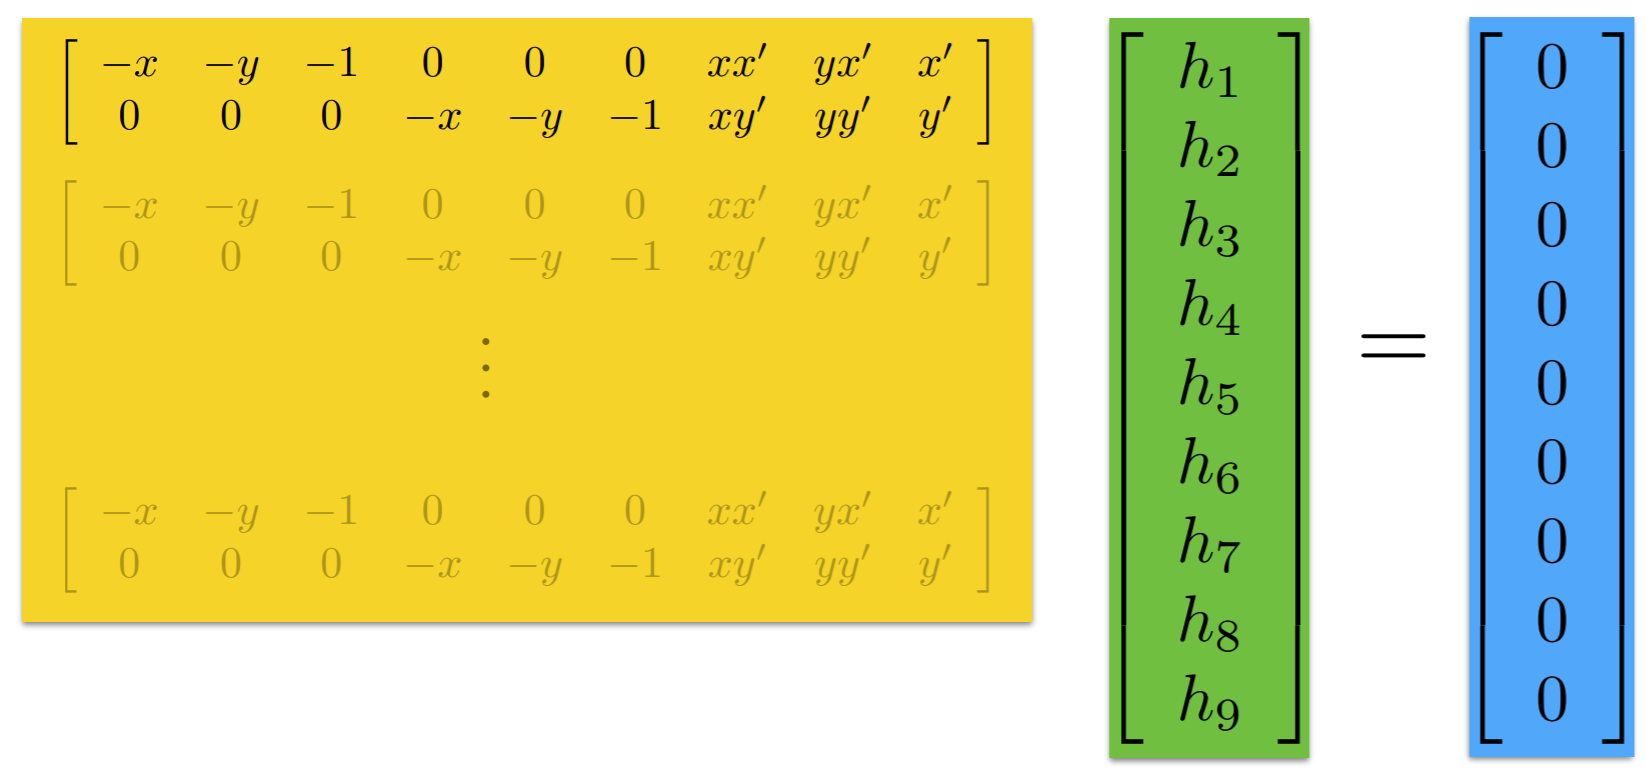 −x −y −1 0 0 0 xx′ yx′ x′
0 0 0 −x −y −1 xy′ yy′ y′
−x −y −1 0 0 0 xx′ yx′ x′
0 0 0 −x −y −1 xy′ yy′ y′
⋮
−x −y −1 0 0 0 xx′ yx′ x′
0 0 0 −x −y −1 xy′ yy′ y′
h₁
h₂
h₃
h₄
h₅
h₆
h₇
h₈
h₉
=
0
0
0
0
0
0
0
0
0